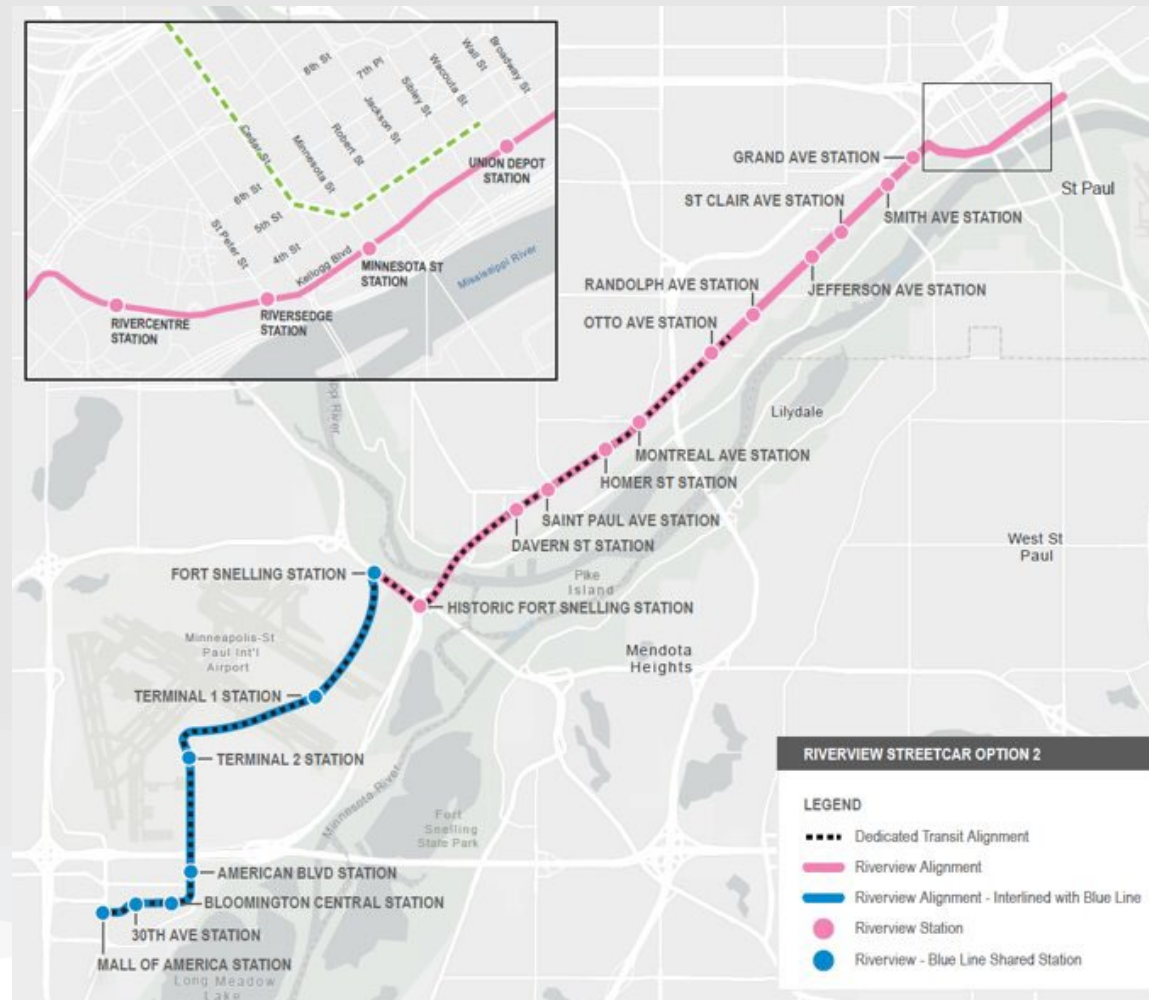 8th St
7th Pl
Broadway St
Wall St
Wacouta St
Sibley St
Jackson St
Robert St
Minnesota St
Cedar St
6th St
5th St
4th St
St Peter St
Kellogg Blvd
UNION DEPOT
STATION
MINNESOTA ST
STATION
Mississippi River
RIVERSEDGE
STATION
RIVERCENTRE
STATION
GRAND AVE STATION
St Paul
ST CLAIR AVE STATION
SMITH AVE STATION
RANDOLPH AVE STATION
JEFFERSON AVE STATION
OTTO AVE STATION
Lilydale
MONTREAL AVE STATION
HOMER ST STATION
SAINT PAUL AVE STATION
DAVERN ST STATION
West St
Paul
FORT SNELLING STATION
Pike
Island
HISTORIC FORT SNELLING STATION
Minneapolis-St
Paul Int'l
Airport
Mendota
Heights
TERMINAL 1 STATION
TERMINAL 2 STATION
Minnesota River
Fort
Snelling
State Park
AMERICAN BLVD STATION
BLOOMINGTON CENTRAL STATION
30TH AVE STATION
MALL OF AMERICA STATION
Long Meadow
Lake
RIVERVIEW STREETCAR OPTION 2
LEGEND
Dedicated Transit Alignment
Riverview Alignment
Riverview Alignment - Interlined with Blue Line
Riverview Station
Riverview - Blue Line Shared Station